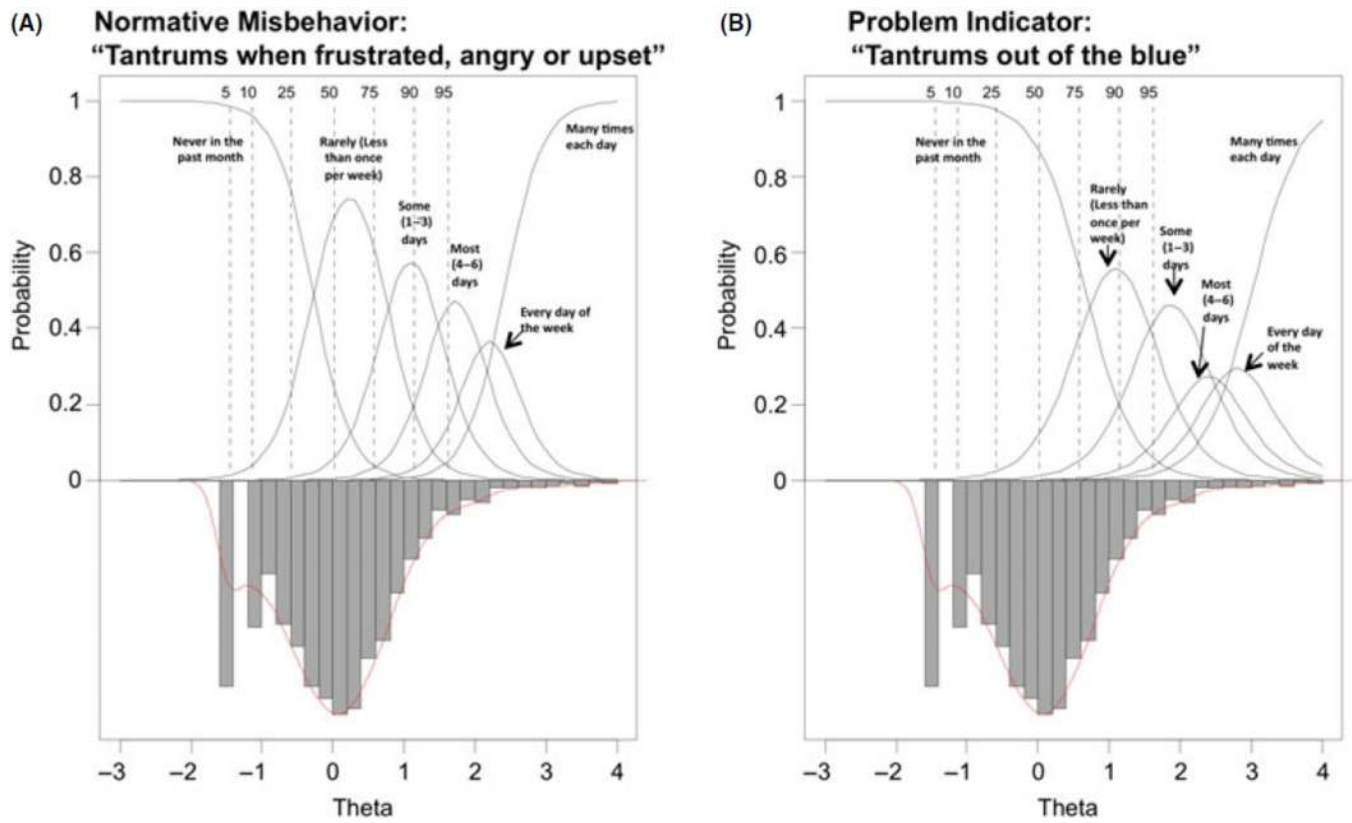 (A) Normative Misbehavior:
“Tantrums when frustrated, angry or upset”
5 10 25 50 75 90 95
1
0.8
0.6
0.4
0.2
0
Probability
Never in the
past month
Rarely (Less
than once
per week)
Some
(1–3)
days
Most
(4–6)
days
Every day of
the week
Many times
each day
–3 –2 –1 0 1 2 3 4
Theta
(B) Problem Indicator:
“Tantrums out of the blue”
5 10 25 50 75 90 95
1
0.8
0.6
0.4
0.2
0
Probability
Never in the
past month
Rarely
(Less than
once per
week)
Some
(1–3)
days
Most
(4–6)
days
Every day
of the
week
Many times
each day
–3 –2 –1 0 1 2 3 4
Theta